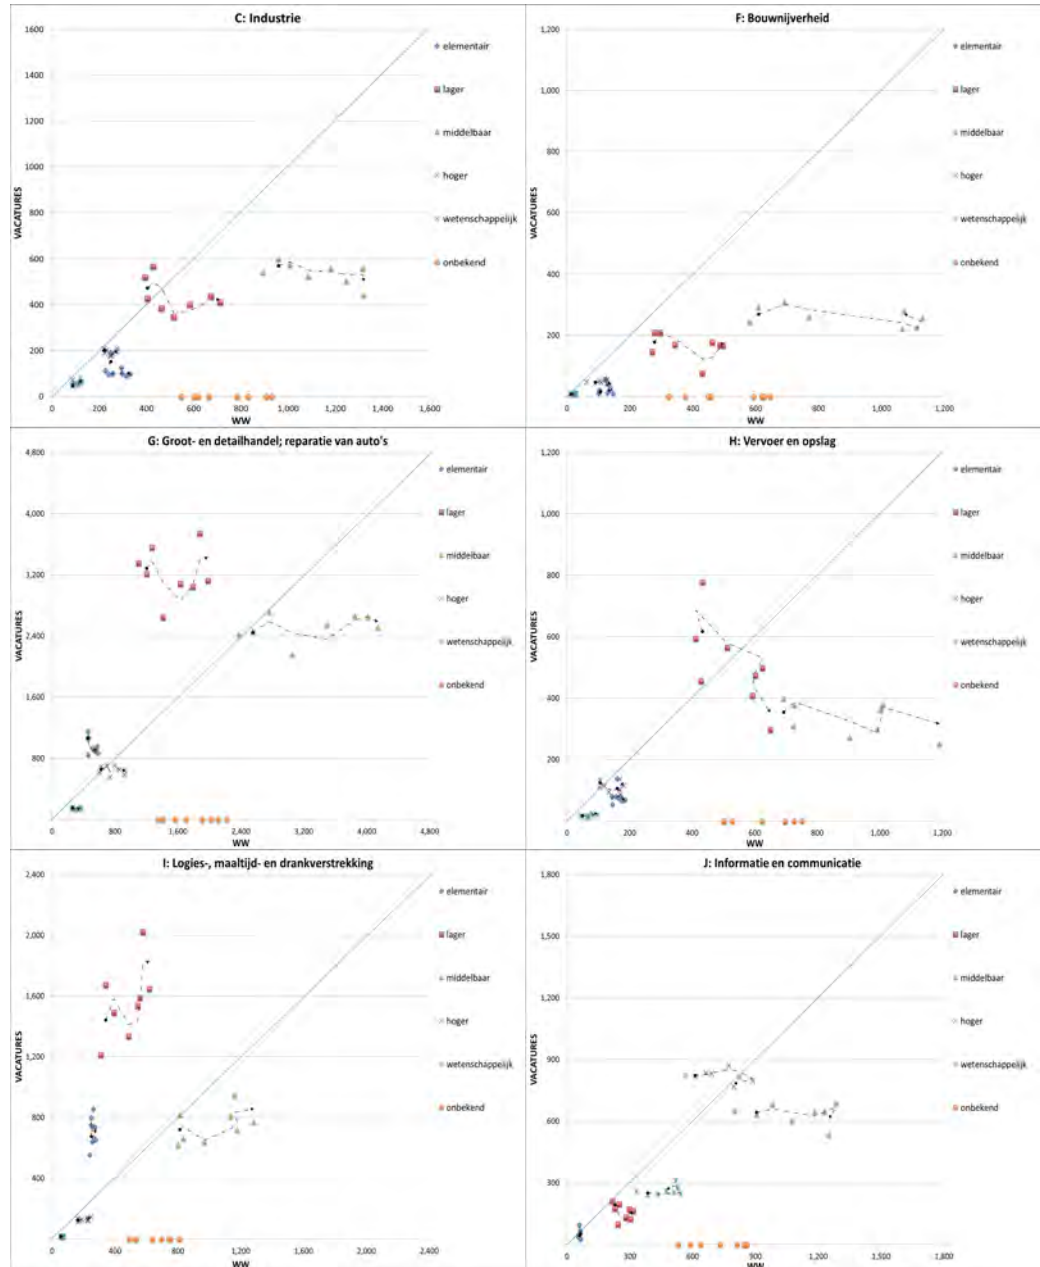 C: Industrie
1600
1400
1200
1000
800
600
400
200
0
VACATURES
0 200 400 600 800 1,000 1,200 1,400 1,600
WW
elementair
lager
middelbaar
hoger
wetenschappelijk
onbekend
F: Bouwnijverheid
1,200
1,000
800
600
400
200
0
VACATURES
0 200 400 600 800 1,000 1,200
WW
elementair
lager
middelbaar
hoger
wetenschappelijk
onbekend
G: Groot- en detailhandel; reparatie van auto's
4,800
4,000
3,200
2,400
1,600
800
VACATURES
0 800 1,600 2,400 3,200 4,000 4,800
WW
elementair
lager
middelbaar
hoger
wetenschappelijk
onbekend
H: Vervoer en opslag
1,200
1,000
800
600
400
200
VACATURES
0 200 400 600 800 1,000 1,200
WW
elementair
lager
middelbaar
hoger
wetenschappelijk
onbekend
I: Logies-, maaltijd- en drankverstrekking
2,400
2,000
1,600
1,200
800
400
VACATURES
0 400 800 1,200 1,600 2,000 2,400
WW
elementair
lager
middelbaar
hoger
wetenschappelijk
onbekend
J: Informatie en communicatie
1,800
1,500
1,200
900
600
300
VACATURES
0 300 600 900 1,200 1,500 1,800
WW
elementair
lager
middelbaar
hoger
wetenschappelijk
onbekend